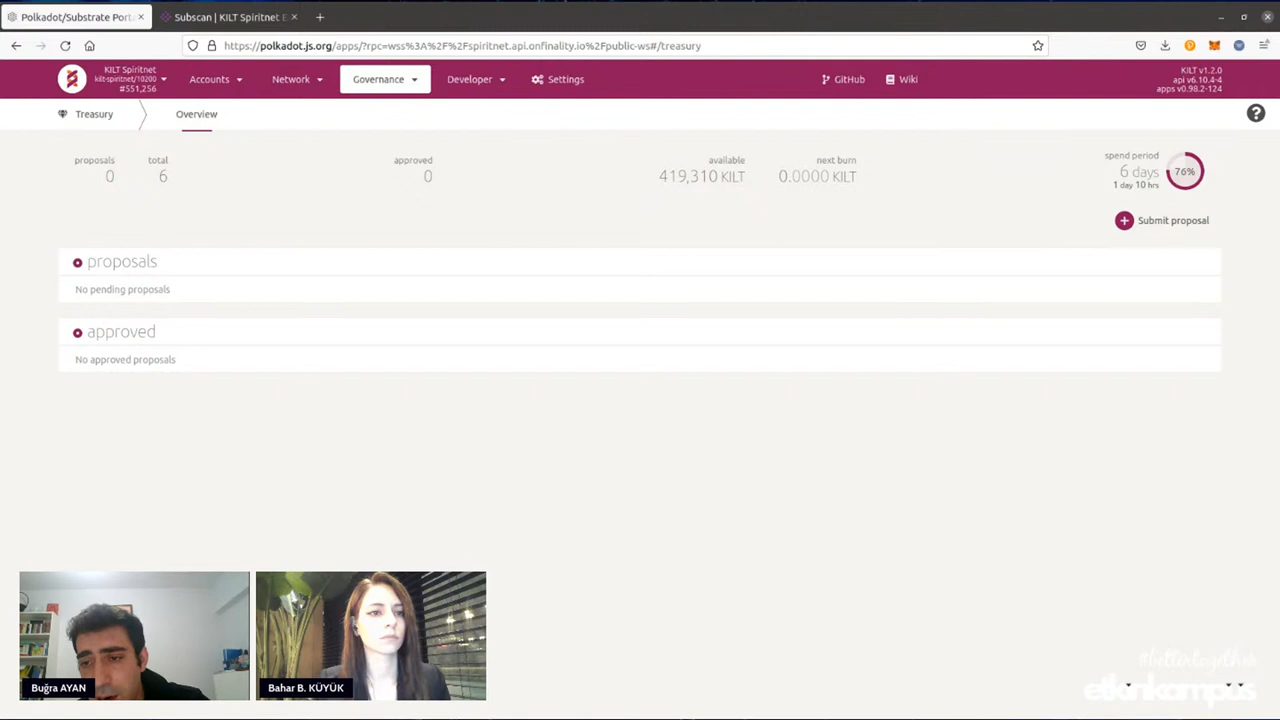 Polkadot/Substrate Porta
Subscan | KILT Spiritnet E
https://polkadot.js.org/apps/?rpc=wss%3A%2F%2Fspiritnet.api.onfinality.io%2Fpublic-ws#/treasury
KILT Spiritnet
kilt-spiritnet/10200
#551,256
Accounts
Network
Governance
Developer
Settings
GitHub
Wiki
KILT v1.2.0
api v6.10.4-4
apps v0.98.2-124
Treasury
Overview
?
proposals
0
total
6
approved
0
available
419,310 KILT
next burn
0.0000 KILT
spend period
6 days
1 day 10 hrs
76%
Submit proposal
proposals
No pending proposals
approved
No approved proposals
Buğra AYAN
Bahar B. KÜYÜK
#bettertogether
etkinkampus